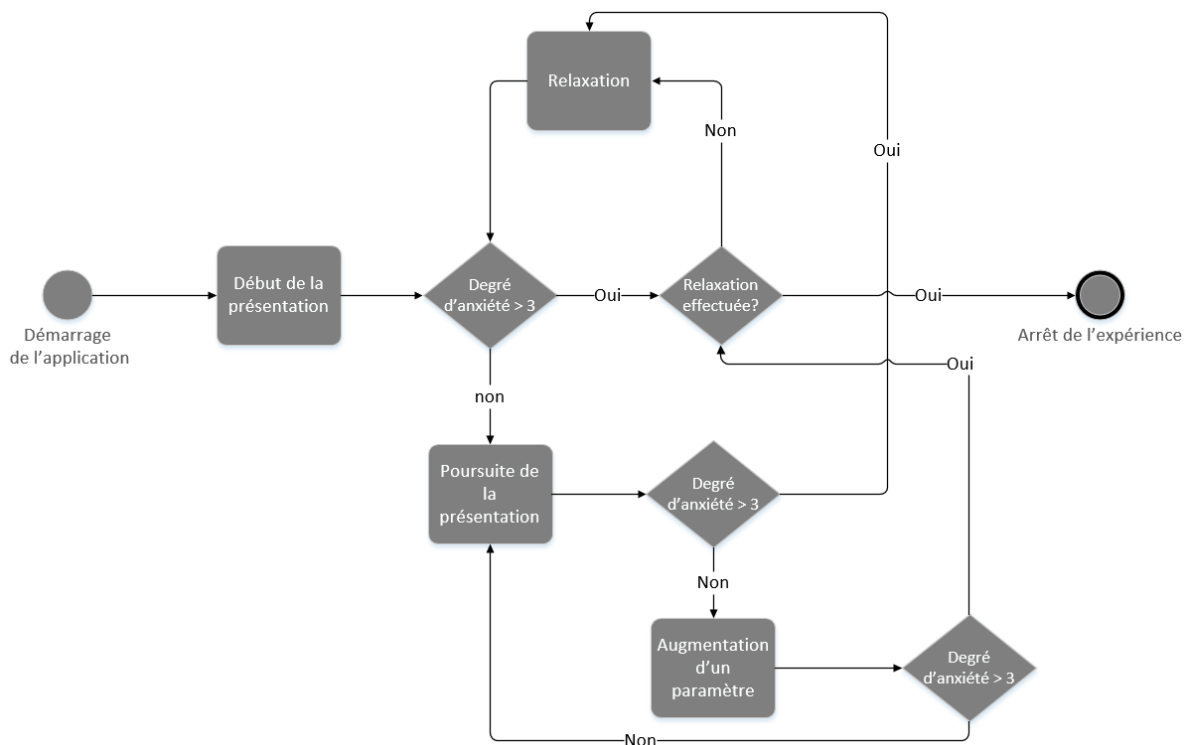 Relaxation
Non
Oui
Début de la
présentation
Degré
d'anxiété > 3
Oui
Relaxation
effectuée?
Oui
Démarrage
de l'application
Arrêt de l'expérience
Oui
non
Poursuite de
la
présentation
Degré
d'anxiété > 3
Non
Augmentation
d'un
paramètre
Degré
d'anxiété > 3
Non